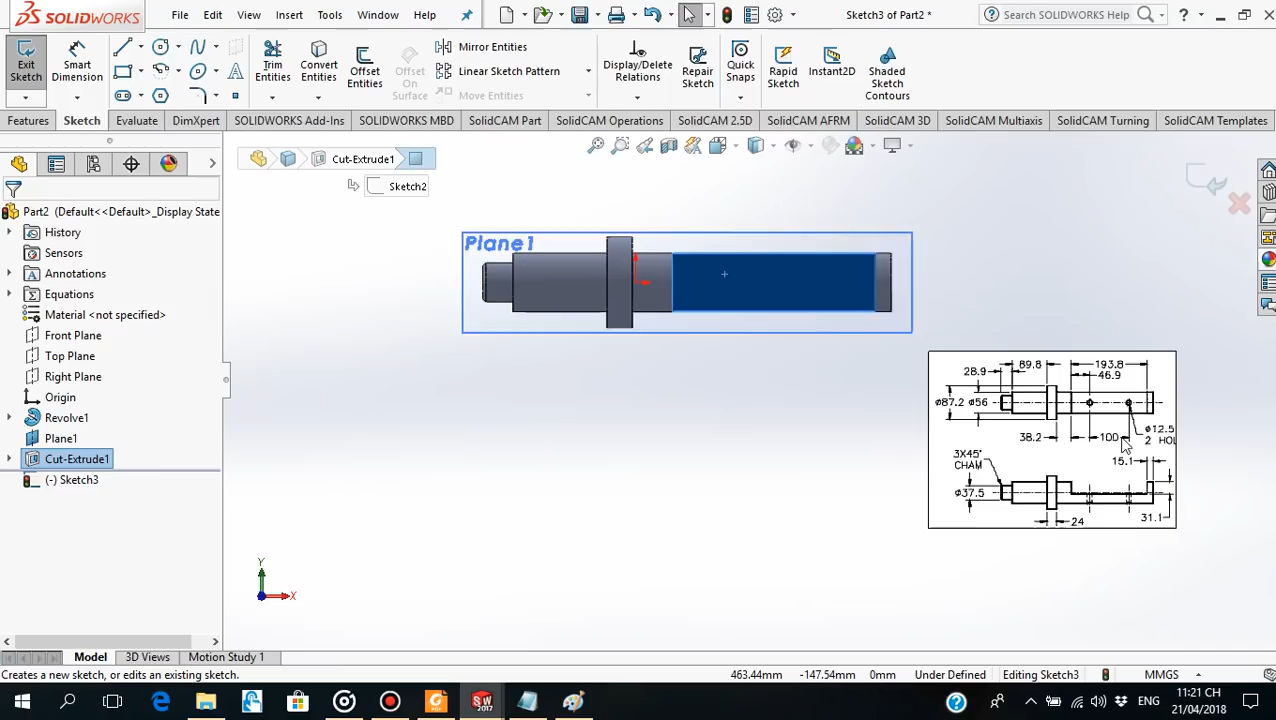 SOLIDWORKS
File Edit View Insert Tools Window Help
Sketch3 of Part2 *
Search SOLIDWORKS Help
?
Exit Sketch
Smart Dimension
Trim Entities
Convert Entities
Offset Entities
Offset On Surface
Mirror Entities
Linear Sketch Pattern
Move Entities
Display/Delete Relations
Repair Sketch
Quick Snaps
Rapid Sketch
Instant2D
Shaded Sketch Contours
Features Sketch Evaluate DimXpert SOLIDWORKS Add-Ins SOLIDWORKS MBD SolidCAM Part SolidCAM Operations SolidCAM 2.5D SolidCAM AFRM SolidCAM 3D SolidCAM Multiaxis SolidCAM Turning SolidCAM Templates
Cut-Extrude1
Sketch2
Part2 (Default<<Default>_Display State
History
Sensors
Annotations
Equations
Material <not specified>
Front Plane
Top Plane
Right Plane
Origin
Revolve1
Plane1
Cut-Extrude1
(-) Sketch3
Plane1
89.8 193.8
28.9 46.9
ø87.2 ø56
ø12.5
38.2 100 2 HOL
3X45°
CHAM
15.1
ø37.5
24 31.1
Y
X
Model 3D Views Motion Study 1
Creates a new sketch, or edits an existing sketch.
463.44mm -147.54mm 0mm Under Defined Editing Sketch3 MMGS
SW
2017
ENG
11:21 CH
21/04/2018